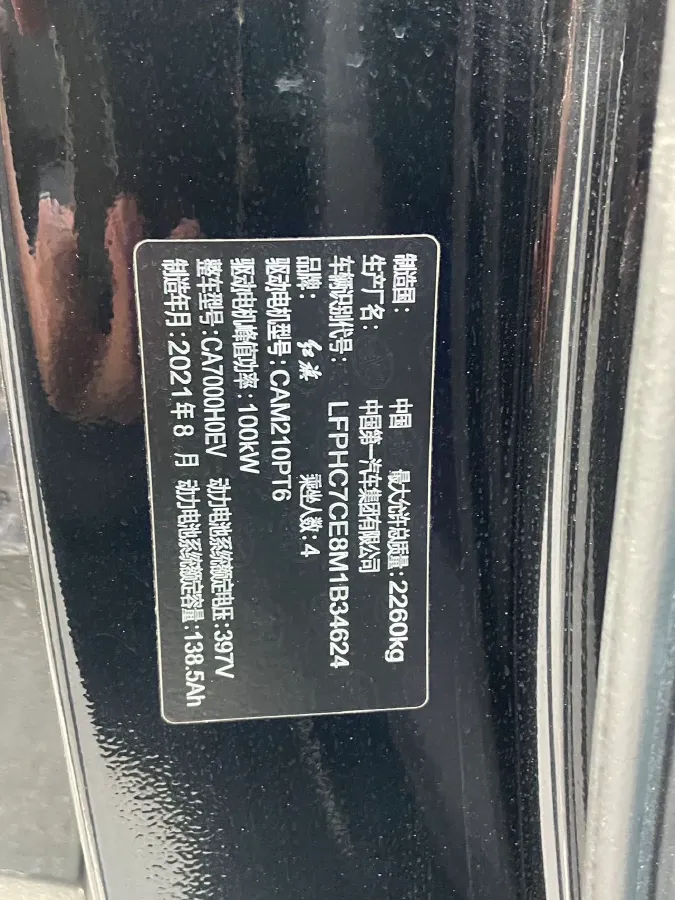 制造国： 中国 最大允许总质量：2260kg
生产厂名： 中国第一汽车集团有限公司
车辆识别代号： LFPHC7CE8M1B34624
品牌： 红旗 乘坐人数：4
驱动电机型号：CAM210PT6
驱动电机峰值功率：100kW
整车型号：CA7000H0EV 动力电池系统额定电压：397V
制造年月：2021年8 月 动力电池系统额定容量：138.5Ah